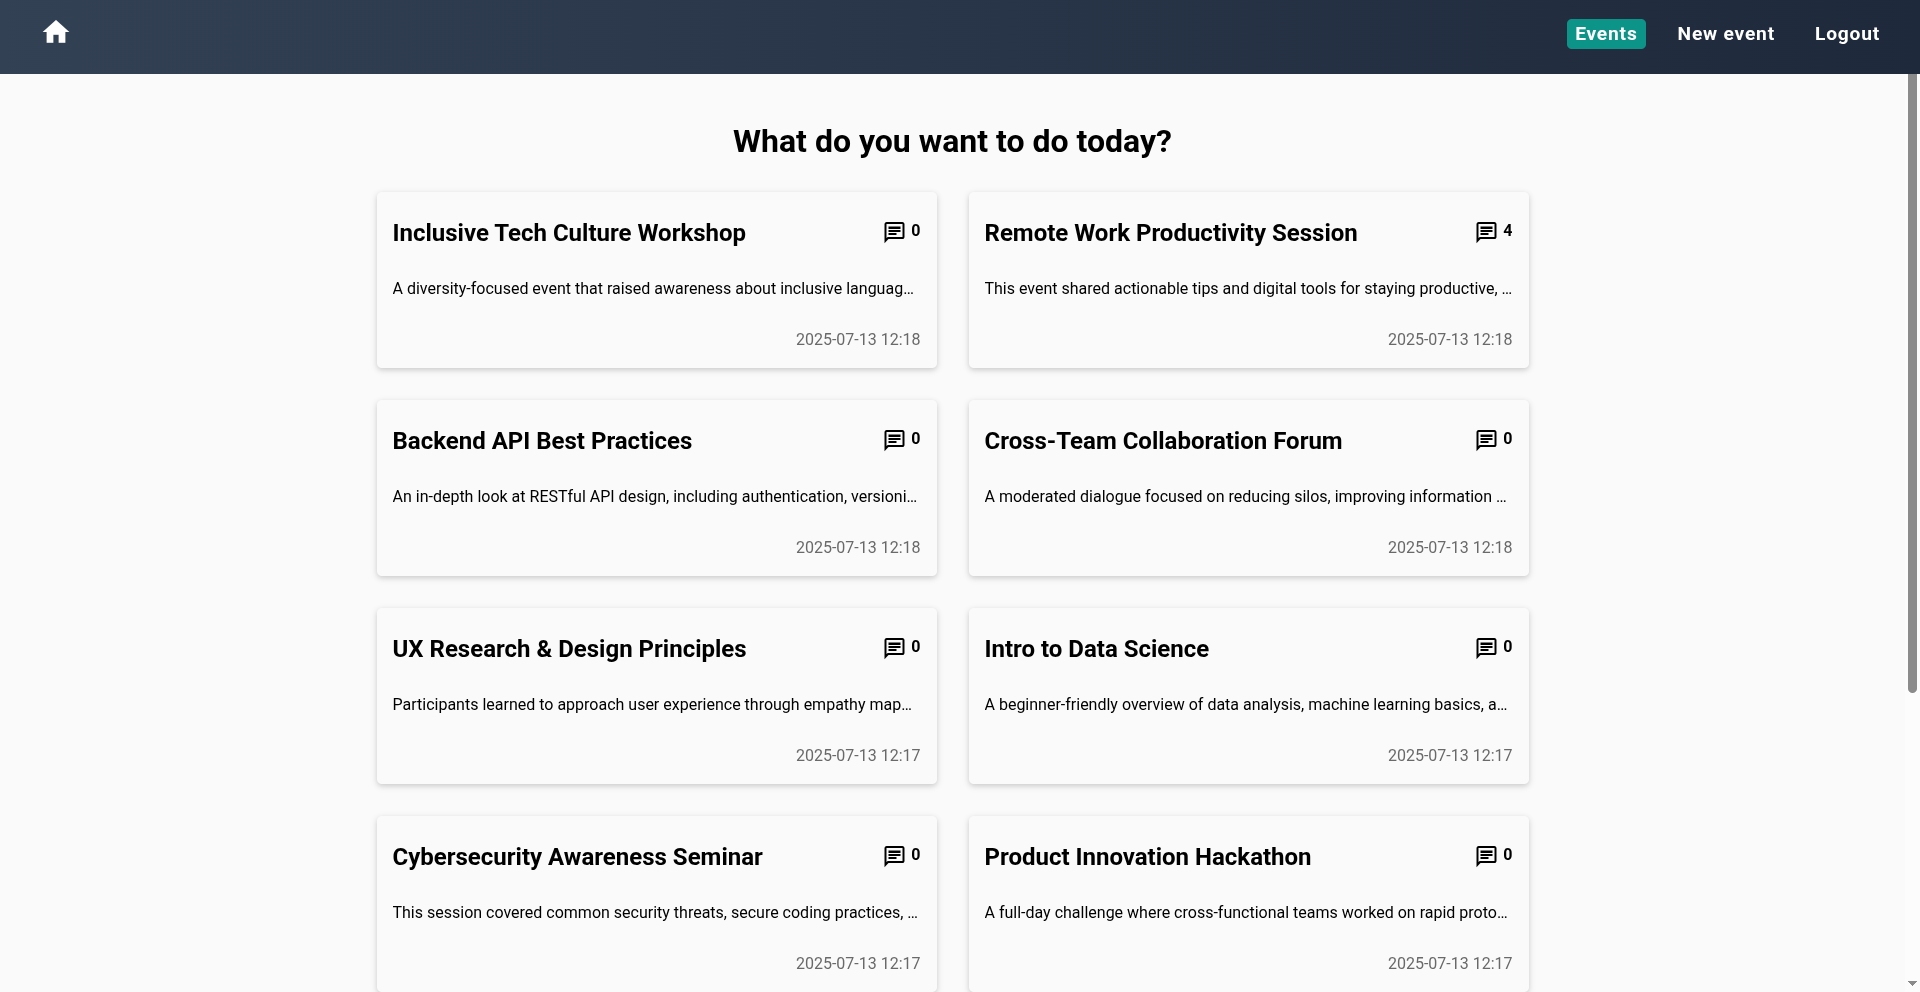 Events New event Logout
What do you want to do today?
Inclusive Tech Culture Workshop 0
A diversity-focused event that raised awareness about inclusive languag…
2025-07-13 12:18
Remote Work Productivity Session 4
This event shared actionable tips and digital tools for staying productive, …
2025-07-13 12:18
Backend API Best Practices 0
An in-depth look at RESTful API design, including authentication, versioni…
2025-07-13 12:18
Cross-Team Collaboration Forum 0
A moderated dialogue focused on reducing silos, improving information …
2025-07-13 12:18
UX Research & Design Principles 0
Participants learned to approach user experience through empathy map…
2025-07-13 12:17
Intro to Data Science 0
A beginner-friendly overview of data analysis, machine learning basics, a…
2025-07-13 12:17
Cybersecurity Awareness Seminar 0
This session covered common security threats, secure coding practices, …
2025-07-13 12:17
Product Innovation Hackathon 0
A full-day challenge where cross-functional teams worked on rapid proto…
2025-07-13 12:17